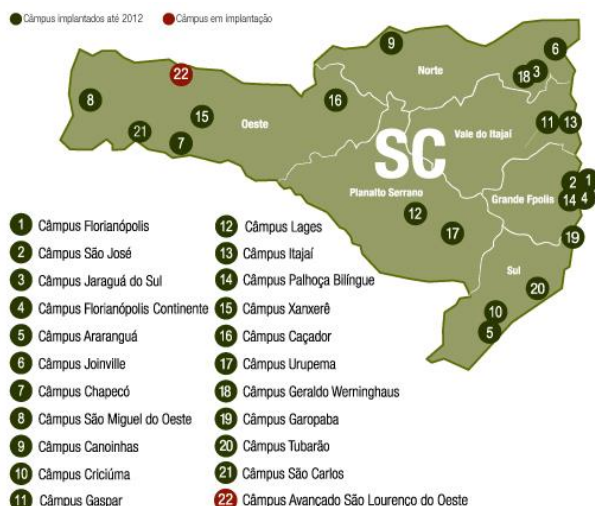 Câmpus implantados até 2012
Câmpus em implantação
9
6
Norte
18
3
22
8
16
15
Oeste
11
13
21
7
Vale do Itajaí
SC
Planalto Serrano
Grande Fpolis
2
1
14
4
12
17
19
Sul
20
10
5
1 Câmpus Florianópolis
2 Câmpus São José
3 Câmpus Jaraguá do Sul
4 Câmpus Florianópolis Continente
5 Câmpus Araranguá
6 Câmpus Joinville
7 Câmpus Chapecó
8 Câmpus São Miguel do Oeste
9 Câmpus Canoinhas
10 Câmpus Criciúma
11 Câmpus Gaspar
12 Câmpus Lages
13 Câmpus Itajaí
14 Câmpus Palhoça Bilíngue
15 Câmpus Xanxerê
16 Câmpus Caçador
17 Câmpus Urupema
18 Câmpus Geraldo Werninghaus
19 Câmpus Garopaba
20 Câmpus Tubarão
21 Câmpus São Carlos
22 Câmpus Avançado São Lourenço do Oeste